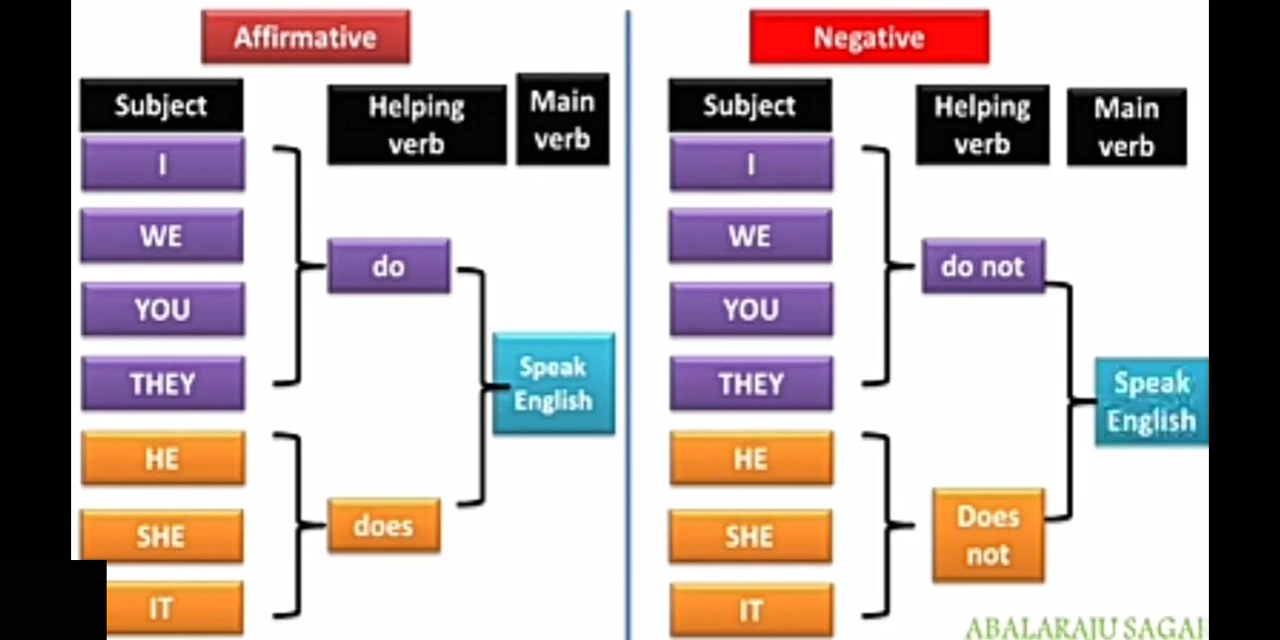 Affirmative
Subject
Helping
verb
Main
verb
I
WE
YOU
THEY
HE
SHE
IT
do
does
Speak
English
Negative
Subject
Helping
verb
Main
verb
I
WE
YOU
THEY
HE
SHE
IT
do not
Does
not
Speak
English
ABALARAJU